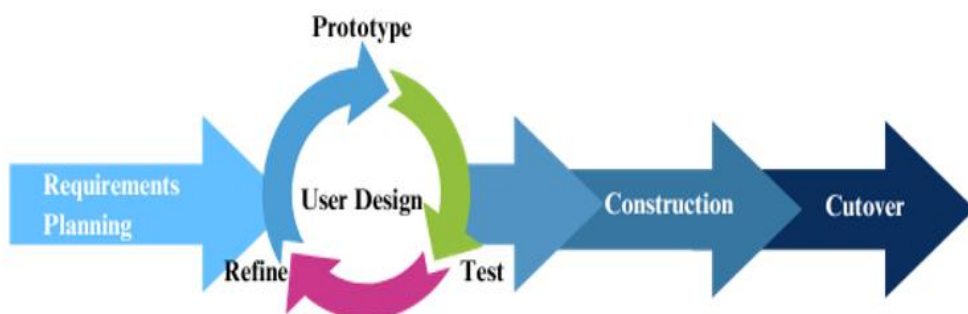 Prototype
Requirements
Planning
User Design
Construction
Cutover
Refine
Test